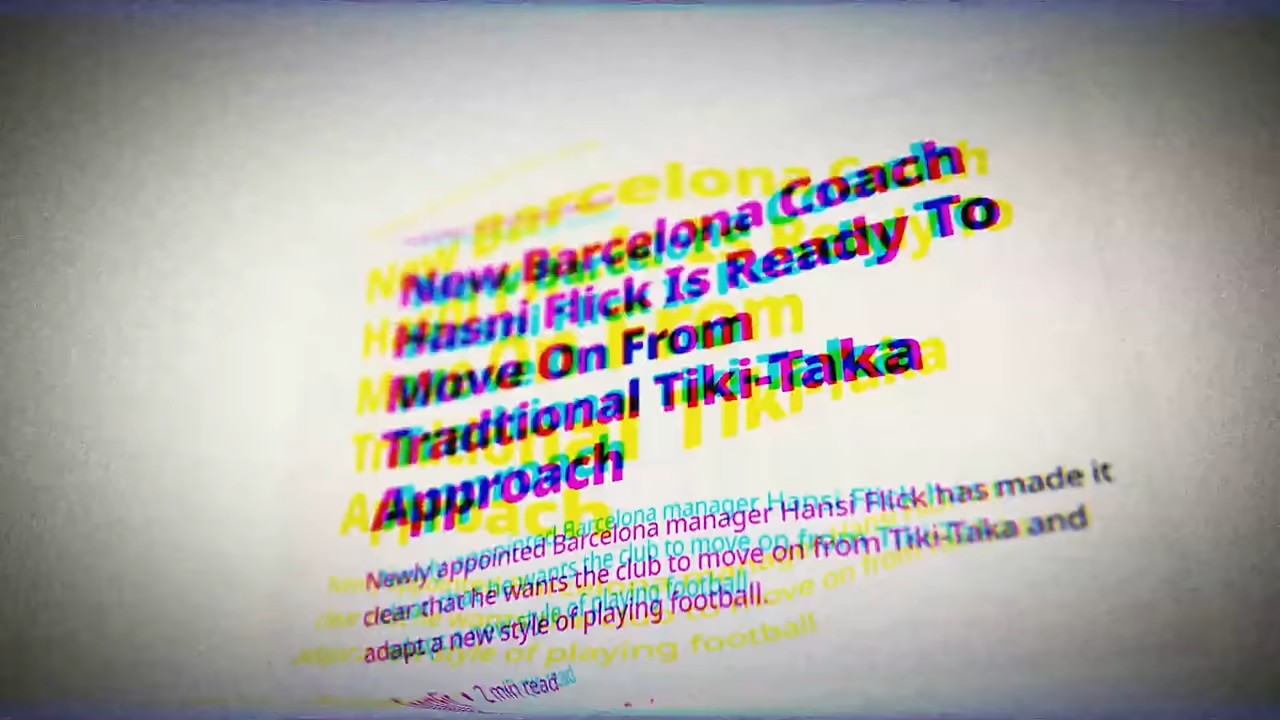 New Barcelona Coach
Hasni Flick Is Ready To
Move On From
Tradtional Tiki-Taka
Approach
Newly appointed Barcelona manager Hansi Flick has made it
clear that he wants the club to move on from Tiki-Taka and
adapt a new style of playing football.
2 min read